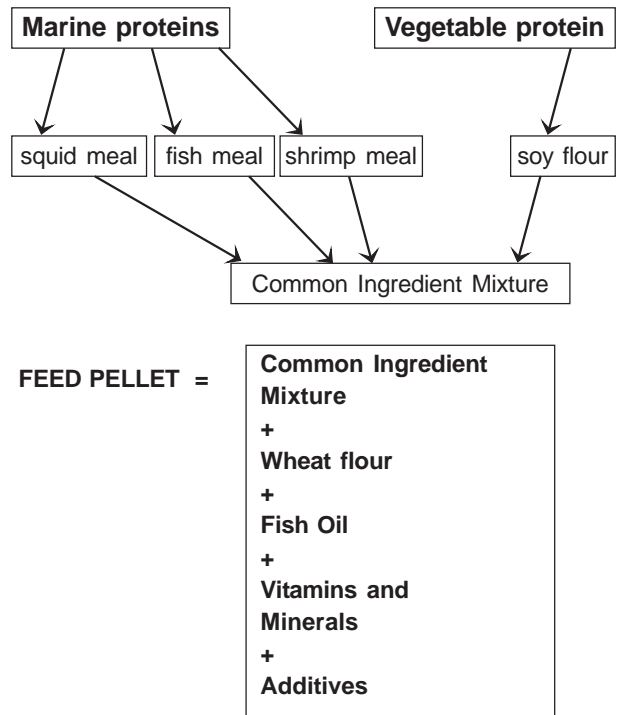 Marine proteins
Vegetable protein
squid meal
fish meal
shrimp meal
soy flour
Common Ingredient Mixture
FEED PELLET =
Common Ingredient
Mixture
+
Wheat flour
+
Fish Oil
+
Vitamins and
Minerals
+
Additives